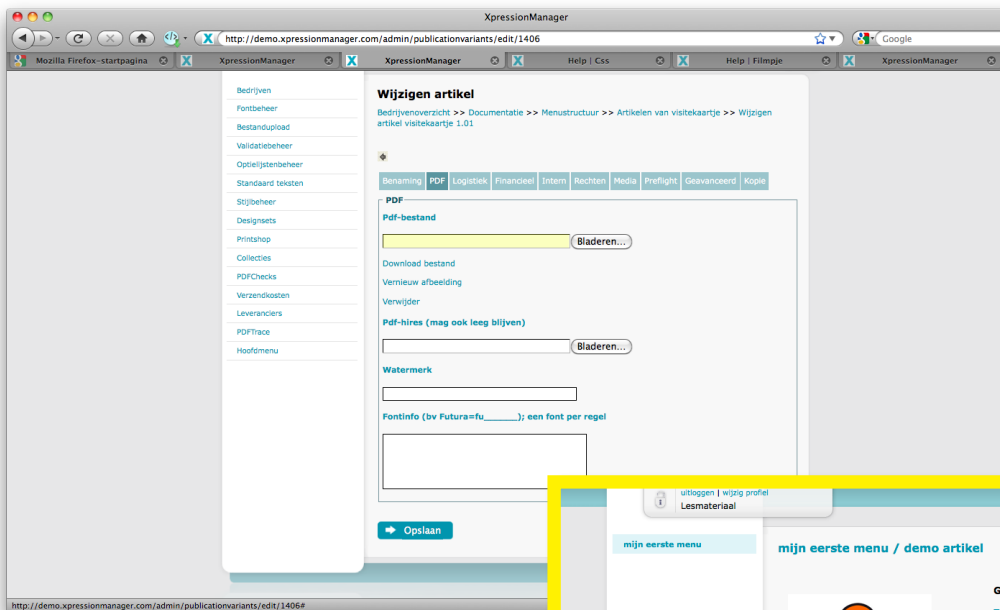 XpressionManager
http://demo.xpressionmanager.com/admin/publicationvariants/edit/1406
Google
Mozilla Firefox-startpagina
XpressionManager
XpressionManager
Help | Css
Help | Filmpje
XpressionManager
Bedrijven
Fontbeheer
Bestandupload
Validatiebeheer
Optielijstenbeheer
Standaard teksten
Stijlbeheer
Designsets
Printshop
Collecties
PDFChecks
Verzendkosten
Leveranciers
PDFTrace
Hoofdmenu
Wijzigen artikel
Bedrijvenoverzicht >> Documentatie >> Menustructuur >> Artikelen van visitekaartje >> Wijzigen
artikel visitekaartje 1.01
Benaming PDF Logistiek Financieel Intern Rechten Media Preflight Geavanceerd Kopie
PDF
Pdf-bestand
Bladeren...
Download bestand
Vernieuw afbeelding
Verwijder
Pdf-hires (mag ook leeg blijven)
Bladeren...
Watermerk
Fontinfo (bv Futura=fu______); een font per regel
Opslaan
uitloggen | wijzig profiel
Lesmateriaal
mijn eerste menu
mijn eerste menu / demo artikel
http://demo.xpressionmanager.com/admin/publicationvariants/edit/1406#